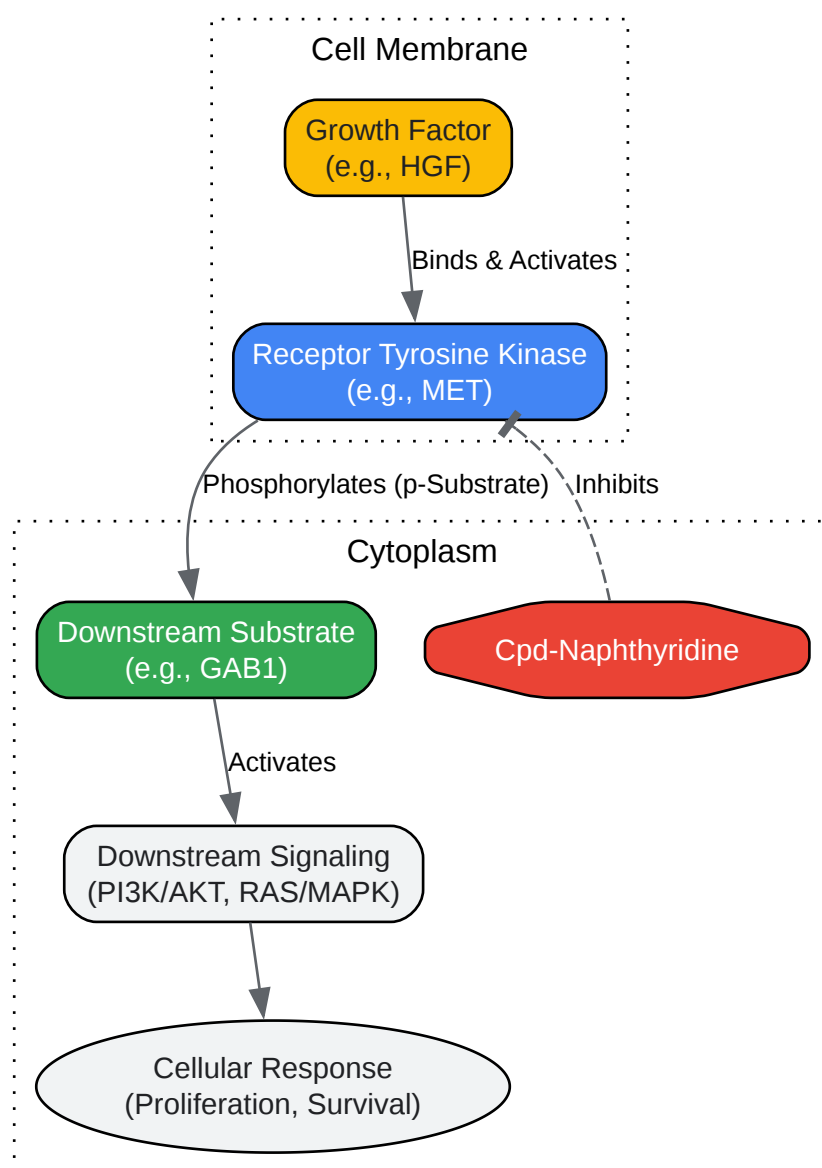 Cell Membrane
Growth Factor
(e.g., HGF)
Binds & Activates
Receptor Tyrosine Kinase
(e.g., MET)
Phosphorylates (p-Substrate)
Inhibits
Cytoplasm
Downstream Substrate
(e.g., GAB1)
Cpd-Naphthyridine
Activates
Downstream Signaling
(PI3K/AKT, RAS/MAPK)
Cellular Response
(Proliferation, Survival)